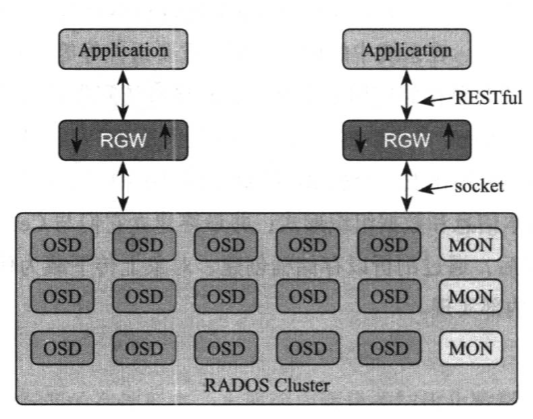 Application Application
RESTful
RGW RGW
socket
OSD OSD OSD OSD OSD MON
OSD OSD OSD OSD OSD MON
OSD OSD OSD OSD OSD MON
RADOS Cluster